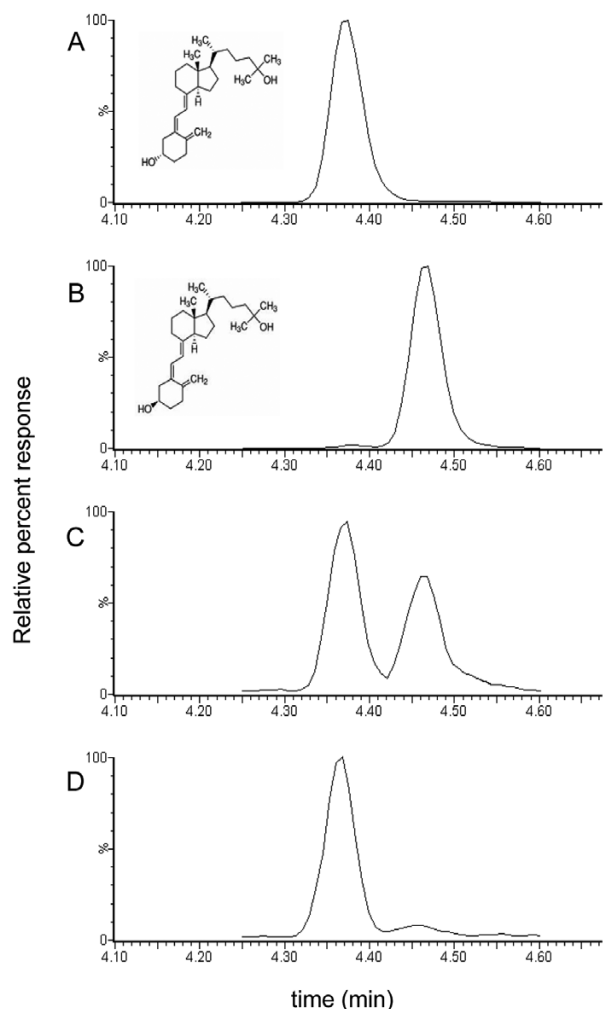 A
CH₃
H₃C
CH₃
H₃C OH
H
CH₂
HO
100
%
0
4.10 4.20 4.30 4.40 4.50 4.60
B
H₃C
H₃C
CH₃
H₃C OH
H
CH₂
HO
100
%
0
4.10 4.20 4.30 4.40 4.50 4.60
Relative percent response
C
100
%
0
4.10 4.20 4.30 4.40 4.50 4.60
D
100
%
0
4.10 4.20 4.30 4.40 4.50 4.60
time (min)